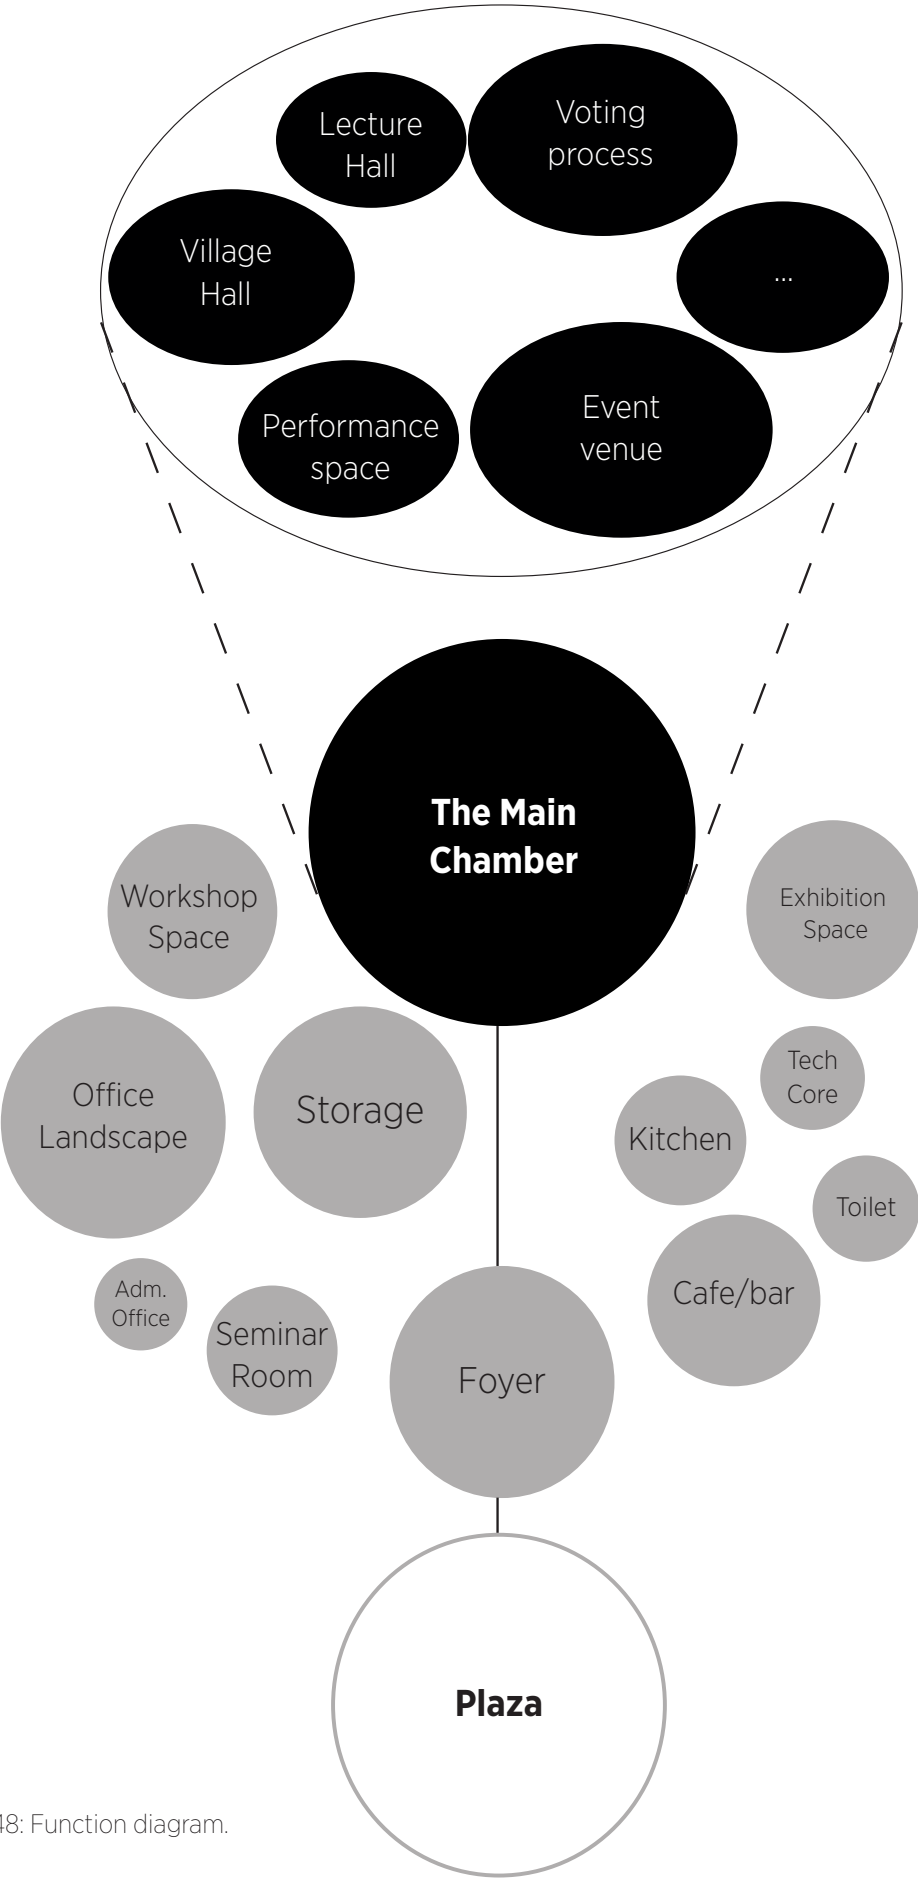 Lecture
Hall
Voting
process
Village
Hall
...
Performance
space
Event
venue
The Main
Chamber
Workshop
Space
Exhibition
Space
Office
Landscape
Storage
Tech
Core
Kitchen
Toilet
Adm.
Office
Seminar
Room
Cafe/bar
Foyer
Plaza
48: Function diagram.